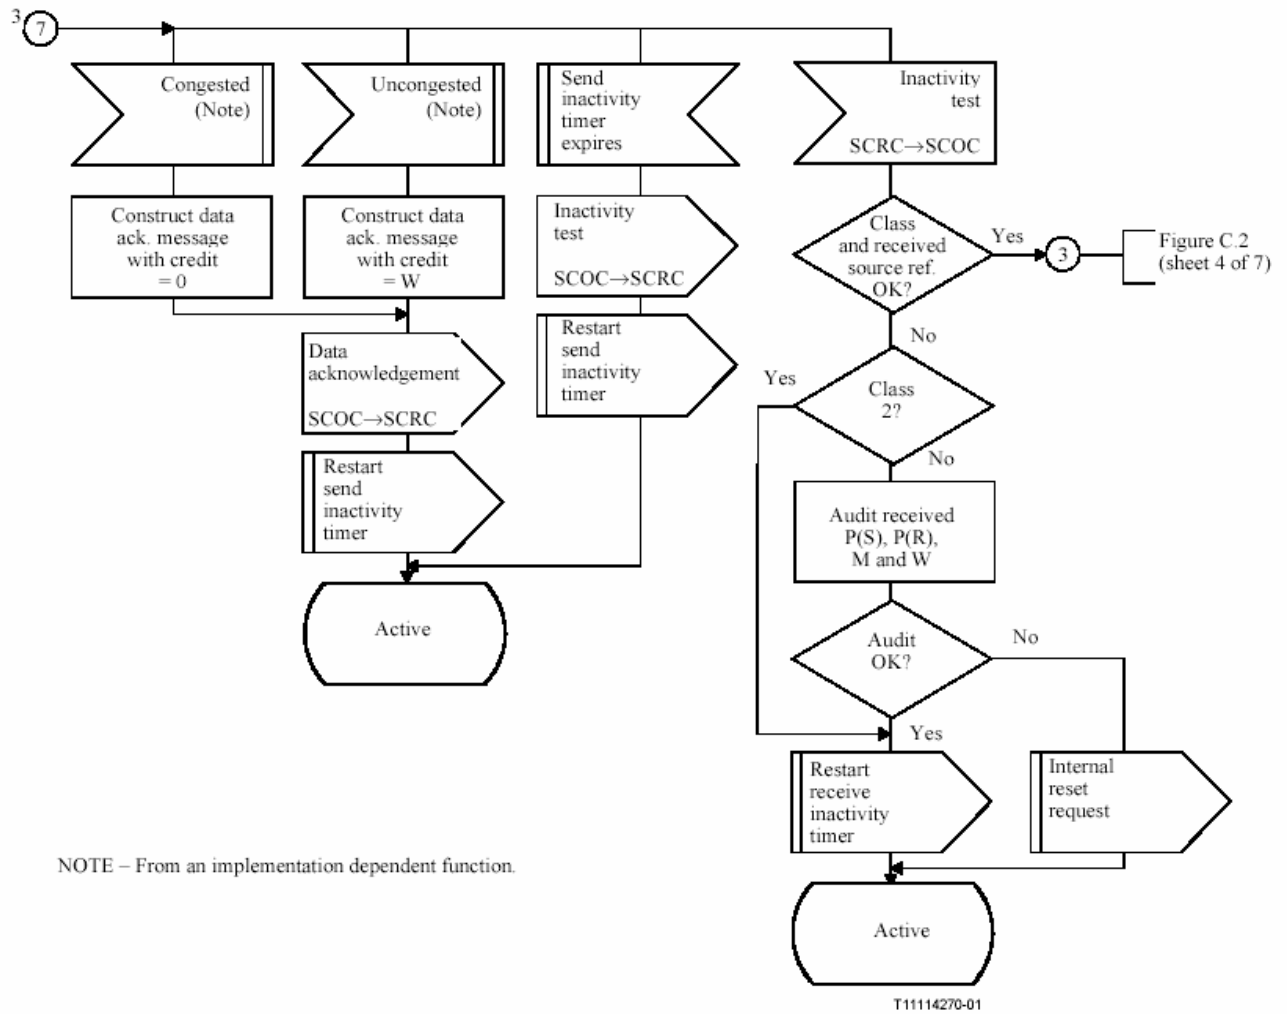 3
7
Congested
(Note)
Uncongested
(Note)
Send
inactivity
timer
expires
Inactivity
test
SCRC→SCOC
Construct data
ack. message
with credit
= 0
Construct data
ack. message
with credit
= W
Inactivity
test
SCOC→SCRC
Class
and received
source ref.
OK?
Yes
3
Figure C.2
(sheet 4 of 7)
No
Data
acknowledgement
SCOC→SCRC
Restart
send
inactivity
timer
Yes
Class
2?
No
Restart
send
inactivity
timer
Audit received
P(S), P(R),
M and W
Active
Audit
OK?
No
Yes
Restart
receive
inactivity
timer
Internal
reset
request
NOTE – From an implementation dependent function.
Active
T11114270-01